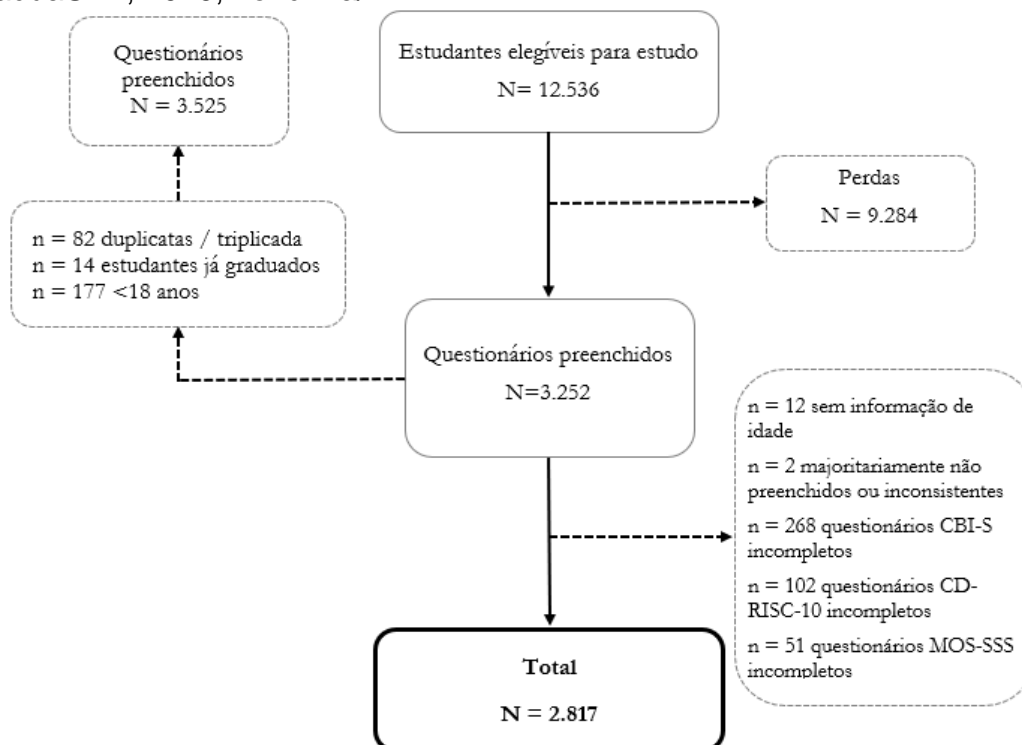 Questionários
preenchidos
N = 3.525
Estudantes elegíveis para estudo
N= 12.536
Perdas
N = 9.284
n = 82 duplicatas / triplicada
n = 14 estudantes já graduados
n = 177 <18 anos
Questionários preenchidos
N=3.252
n = 12 sem informação de
idade
n = 2 majoritariamente não
preenchidos ou inconsistentes
n = 268 questionários CBI-S
incompletos
n = 102 questionários CD-
RISC-10 incompletos
n = 51 questionários MOS-SSS
incompletos
Total
N = 2.817